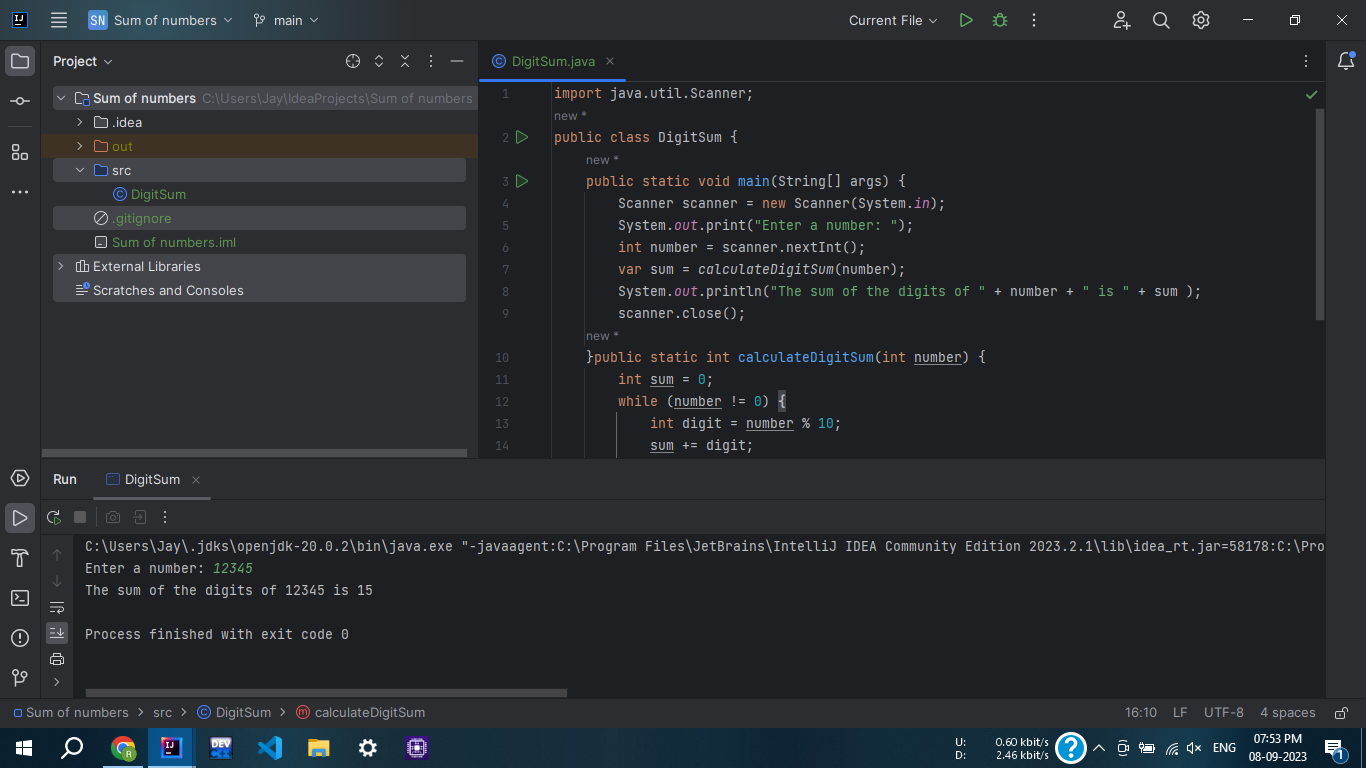 SN Sum of numbers main Current File
Project
DigitSum.java
Sum of numbers C:\Users\Jay\IdeaProjects\Sum of numbers
.idea
out
src
DigitSum
.gitignore
Sum of numbers.iml
External Libraries
Scratches and Consoles
1 import java.util.Scanner;
new *
2 public class DigitSum {
new *
3 public static void main(String[] args) {
4 Scanner scanner = new Scanner(System.in);
5 System.out.print("Enter a number: ");
6 int number = scanner.nextInt();
7 var sum = calculateDigitSum(number);
8 System.out.println("The sum of the digits of " + number + " is " + sum );
9 scanner.close();
new *
10 }public static int calculateDigitSum(int number) {
11 int sum = 0;
12 while (number != 0) {
13 int digit = number % 10;
14 sum += digit;
Run DigitSum
C:\Users\Jay\.jdks\openjdk-20.0.2\bin\java.exe "-javaagent:C:\Program Files\JetBrains\IntelliJ IDEA Community Edition 2023.2.1\lib\idea_rt.jar=58178:C:\Pro
Enter a number: 12345
The sum of the digits of 12345 is 15
Process finished with exit code 0
Sum of numbers src DigitSum calculateDigitSum 16:10 LF UTF-8 4 spaces
U: 0.60 kbit/s
D: 2.46 kbit/s
ENG
07:53 PM
08-09-2023
1